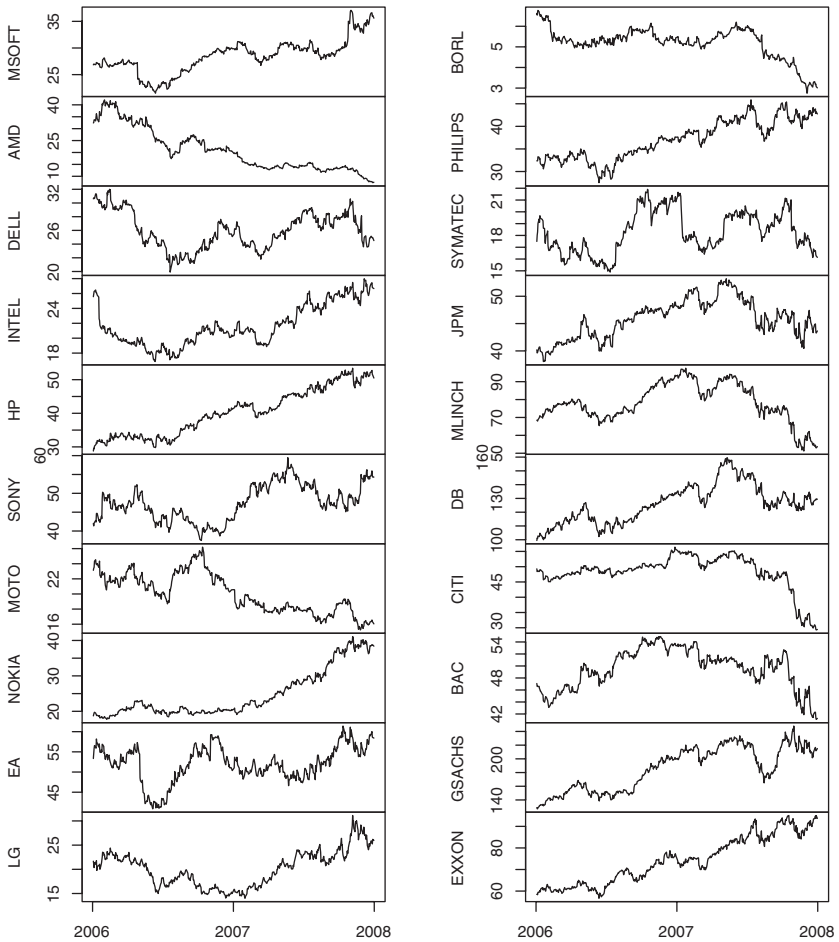 MSOFT
35
25
AMD
40
25
10
DELL
32
26
20
INTEL
24
18
HP
50
40
30
SONY
60
50
40
MOTO
22
16
NOKIA
40
30
20
EA
55
45
LG
25
15
2006 2007 2008
BORL
5
3
PHILIPS
40
30
SYMATEC
21
18
15
JPM
50
40
MLINCH
90
70
50
DB
160
130
100
CITI
45
30
BAC
54
48
42
GSACHS
200
140
EXXON
80
60
2006 2007 2008